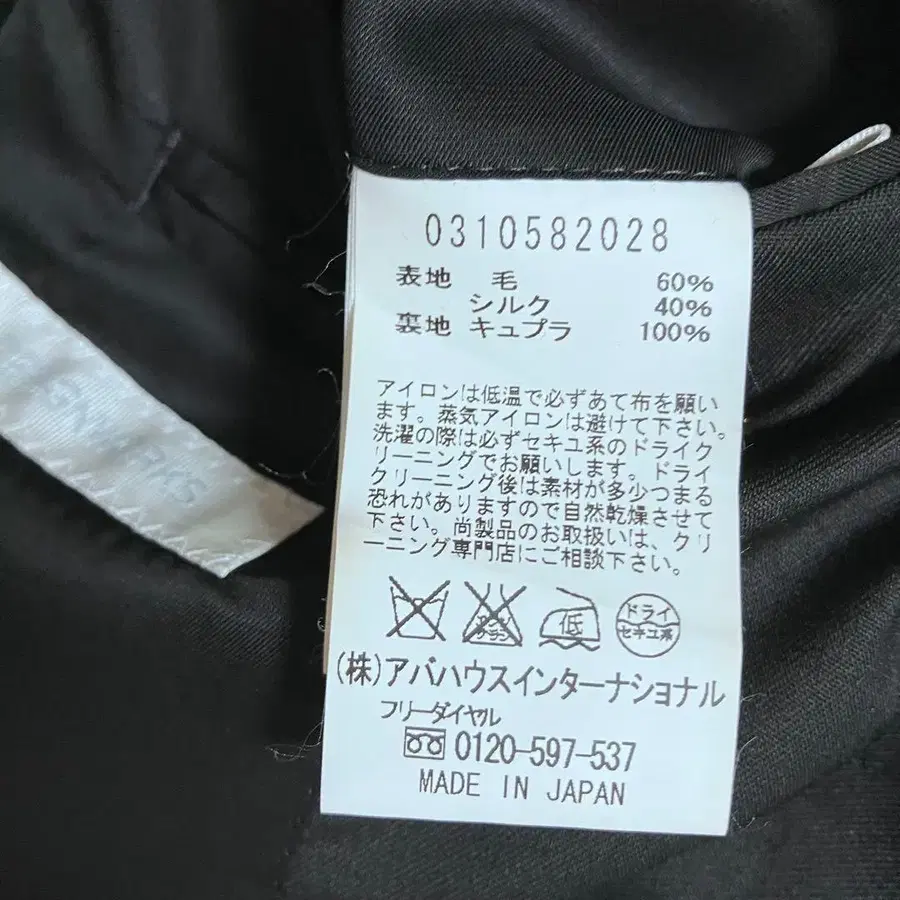 0310582028
表地 毛 60%
シルク 40%
裏地 キュプラ 100%
アイロンは低温で必ずあて布を願い
ます。蒸気アイロンは避けて下さい。
洗濯の際は必ずセキユ系のドライク
リーニングでお願いします。ドライ
クリーニング後は素材が多少つまる
恐れがありますので自然乾燥させて
下さい。尚製品のお取扱いは、クリ
ーニング専門店にご相談下さい。
低
ドライ
セキユ系
(株)アバハウスインターナショナル
フリーダイヤル
0120-597-537
MADE IN JAPAN